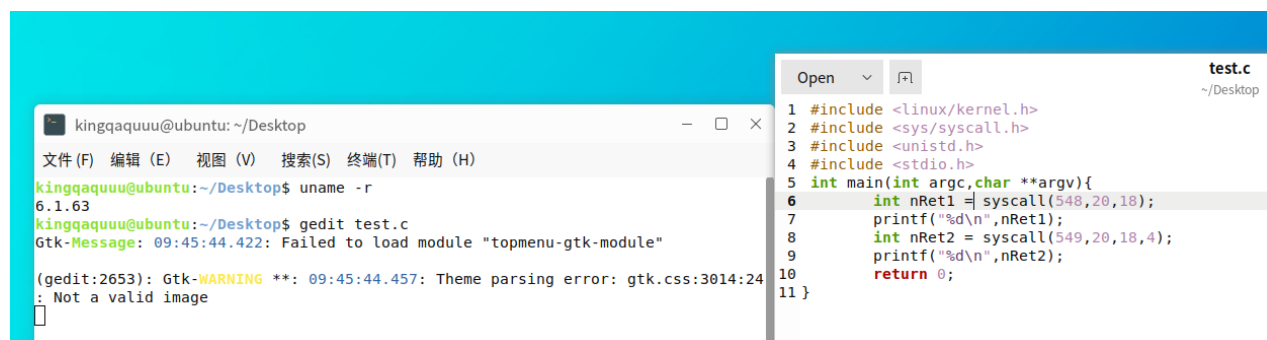 kingqaquuu@ubuntu: ~/Desktop
文件 (F) 编辑（E） 视图（V） 搜索(S) 终端(T) 帮助（H）
kingqaquuu@ubuntu:~/Desktop$ uname -r
6.1.63
kingqaquuu@ubuntu:~/Desktop$ gedit test.c
Gtk-Message: 09:45:44.422: Failed to load module "topmenu-gtk-module"
(gedit:2653): Gtk-WARNING **: 09:45:44.457: Theme parsing error: gtk.css:3014:24
: Not a valid image
Open
test.c
~/Desktop
1 #include <linux/kernel.h>
2 #include <sys/syscall.h>
3 #include <unistd.h>
4 #include <stdio.h>
5 int main(int argc,char **argv){
6 int nRet1 = syscall(548,20,18);
7 printf("%d\n",nRet1);
8 int nRet2 = syscall(549,20,18,4);
9 printf("%d\n",nRet2);
10 return 0;
11 }